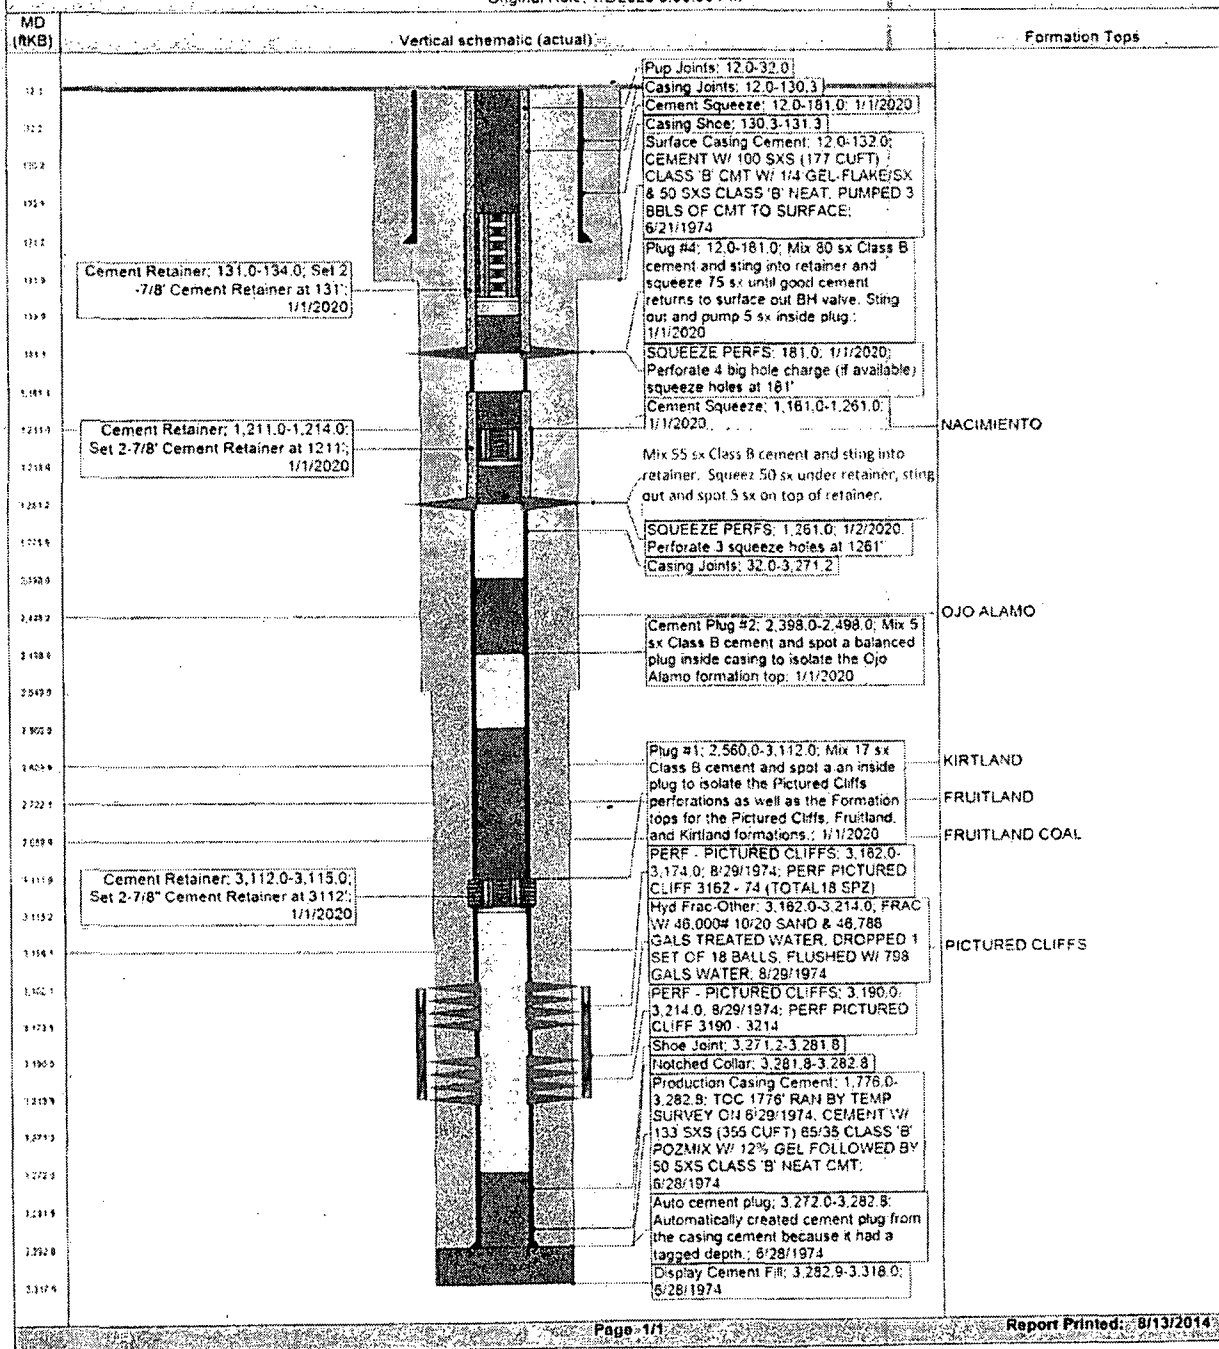 MD
(ftKB)
Vertical schematic (actual)
Formation Tops
Pup Joints; 12.0-32.0
Casing Joints; 12.0-130.3
Cement Squeeze; 12.0-181.0; 1/1/2020
Casing Shoe; 130.3-131.3
Surface Casing Cement; 12.0-132.0;
CEMENT W/ 100 SXS (177 CUFT)
CLASS 'B' CMT W/ 1/4 GEL-FLAKE/SX
& 50 SXS CLASS 'B' NEAT. PUMPED 3
BBLS OF CMT TO SURFACE;
6/21/1974
Plug #4; 12.0-181.0; Mix 80 sx Class B
cement and sting into retainer and
squeeze 75 sx until good cement
returns to surface out BH valve. Sting
out and pump 5 sx inside plug.;
1/1/2020
Cement Retainer; 131.0-134.0; Set 2
-7/8' Cement Retainer at 131';
1/1/2020
SQUEEZE PERFS; 181.0; 1/1/2020;
Perforate 4 big hole charge (if available)
squeeze holes at 181'
Cement Squeeze; 1,161.0-1,261.0;
1/1/2020
NACIMIENTO
Cement Retainer; 1,211.0-1,214.0;
Set 2-7/8' Cement Retainer at 1211';
1/1/2020
Mix 55 sx Class B cement and sting into
retainer. Squeez 50 sx under retainer, sting
out and spot 5 sx on top of retainer.
SQUEEZE PERFS; 1,261.0; 1/2/2020.
Perforate 3 squeeze holes at 1261'
Casing Joints; 32.0-3,271.2
OJO ALAMO
Cement Plug #2; 2,398.0-2,498.0; Mix 5
sx Class B cement and spot a balanced
plug inside casing to isolate the Ojo
Alamo formation top; 1/1/2020
Plug #1; 2,560.0-3,112.0; Mix 17 sx
Class B cement and spot a an inside
plug to isolate the Pictured Cliffs
perforations as well as the Formation
tops for the Pictured Cliffs, Fruitland,
and Kirtland formations.; 1/1/2020
KIRTLAND
FRUITLAND
FRUITLAND COAL
Cement Retainer; 3,112.0-3,115.0;
Set 2-7/8" Cement Retainer at 3112';
1/1/2020
PERF - PICTURED CLIFFS; 3,162.0-
3,174.0; 8/29/1974; PERF PICTURED
CLIFF 3162 - 74 (TOTAL18 SPZ)
Hyd Frac-Other; 3,162.0-3,214.0; FRAC
W/ 46,000# 10/20 SAND & 46,788
GALS TREATED WATER, DROPPED 1
SET OF 18 BALLS, FLUSHED W/ 798
GALS WATER; 8/29/1974
PICTURED CLIFFS
PERF - PICTURED CLIFFS; 3,190.0-
3,214.0; 8/29/1974; PERF PICTURED
CLIFF 3190 - 3214
Shoe Joint; 3,271.2-3,281.8
Notched Collar; 3,281.8-3,282.8
Production Casing Cement; 1,776.0-
3,282.8; TOC 1776' RAN BY TEMP
SURVEY ON 6/29/1974. CEMENT W/
133 SXS (355 CUFT) 65/35 CLASS 'B'
POZMIX W/ 12% GEL FOLLOWED BY
50 SXS CLASS 'B' NEAT CMT;
6/28/1974
Auto cement plug; 3,272.0-3,282.8;
Automatically created cement plug from
the casing cement because it had a
tagged depth.; 6/28/1974
Display Cement Fill; 3,282.9-3,318.0;
6/28/1974
Page 1/1
Report Printed: 8/13/2014